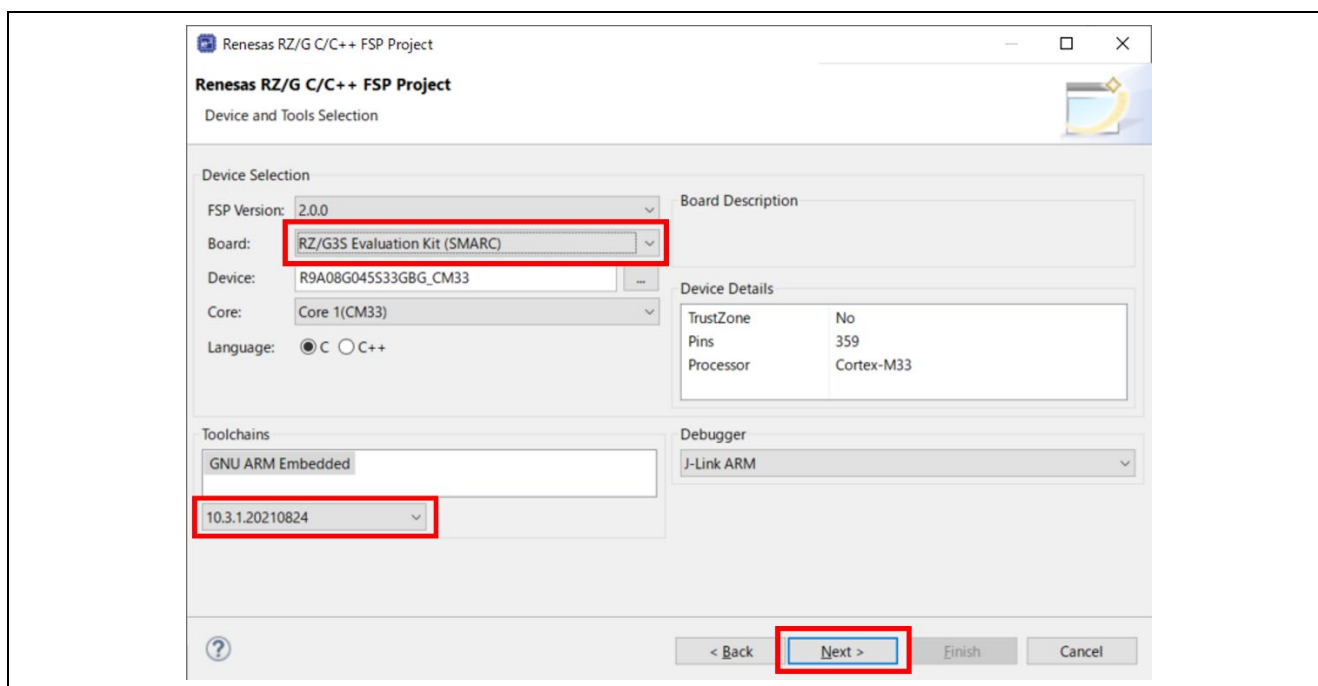 Renesas RZ/G C/C++ FSP Project
Renesas RZ/G C/C++ FSP Project
Device and Tools Selection
Device Selection
FSP Version: 2.0.0
Board: RZ/G3S Evaluation Kit (SMARC)
Device: R9A08G045S33GBG_CM33 ...
Core: Core 1(CM33)
Language: C C++
Board Description
Device Details
TrustZone No
Pins 359
Processor Cortex-M33
Toolchains
GNU ARM Embedded
10.3.1.20210824
Debugger
J-Link ARM
? < Back Next > Finish Cancel